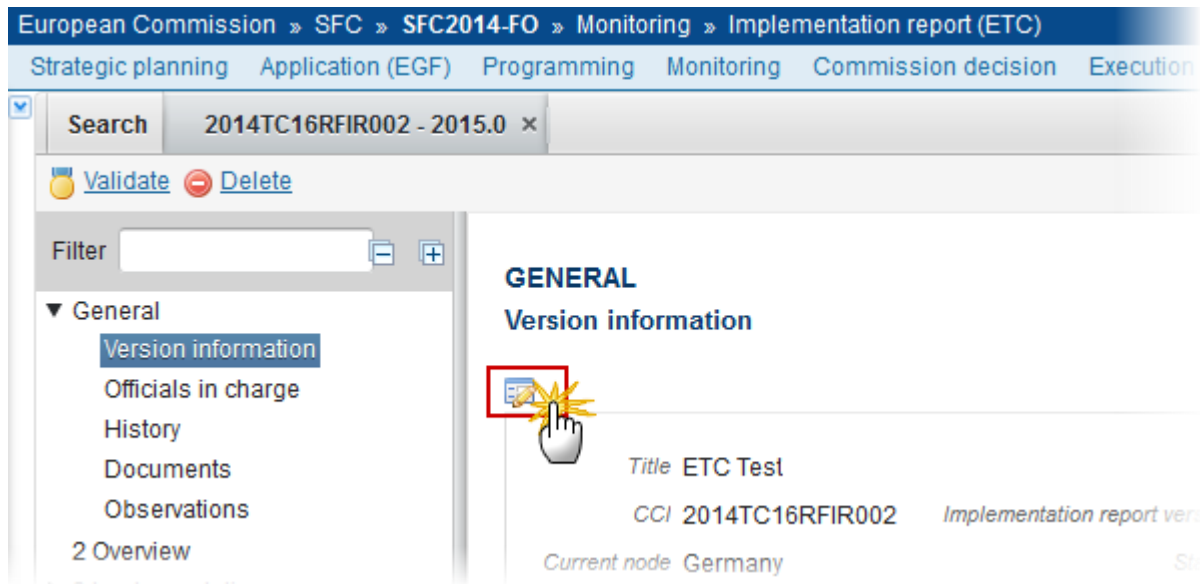 European Commission » SFC » SFC2014-FO » Monitoring » Implementation report (ETC)
Strategic planning Application (EGF) Programming Monitoring Commission decision Execution
Search 2014TC16RFIR002 - 2015.0 ×
Validate Delete
Filter
General
Version information
Officials in charge
History
Documents
Observations
2 Overview
GENERAL
Version information
Title ETC Test
CCI 2014TC16RFIR002 Implementation report
Current node Germany